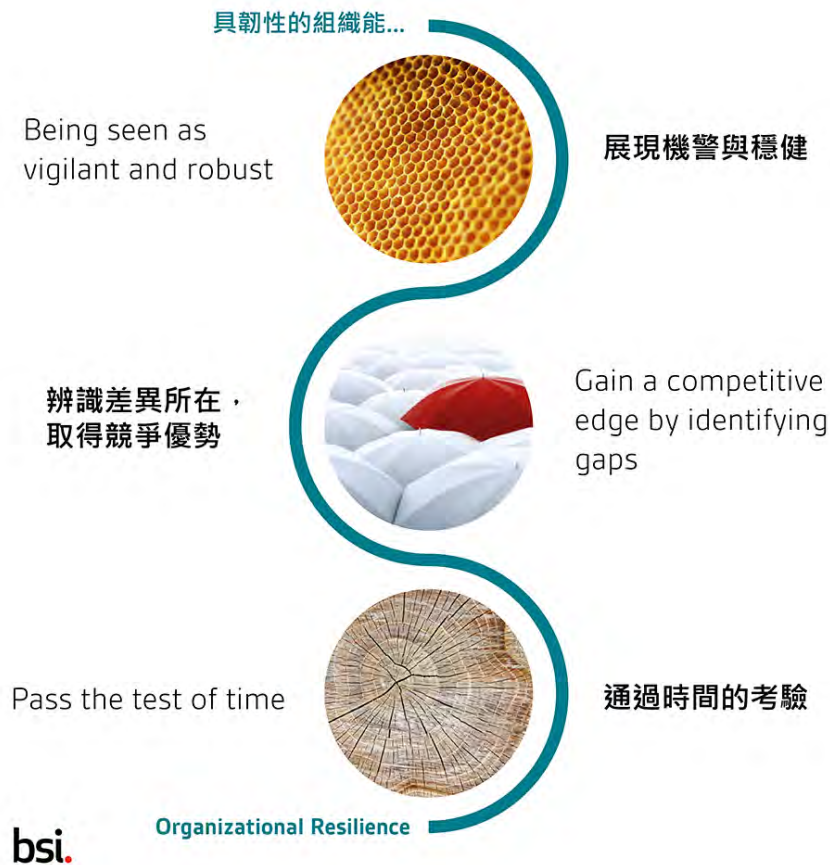 具韌性的組織能...
Being seen as
vigilant and robust
展現機警與穩健
辨識差異所在，
取得競爭優勢
Gain a competitive
edge by identifying
gaps
Pass the test of time
通過時間的考驗
Organizational Resilience
bsi.